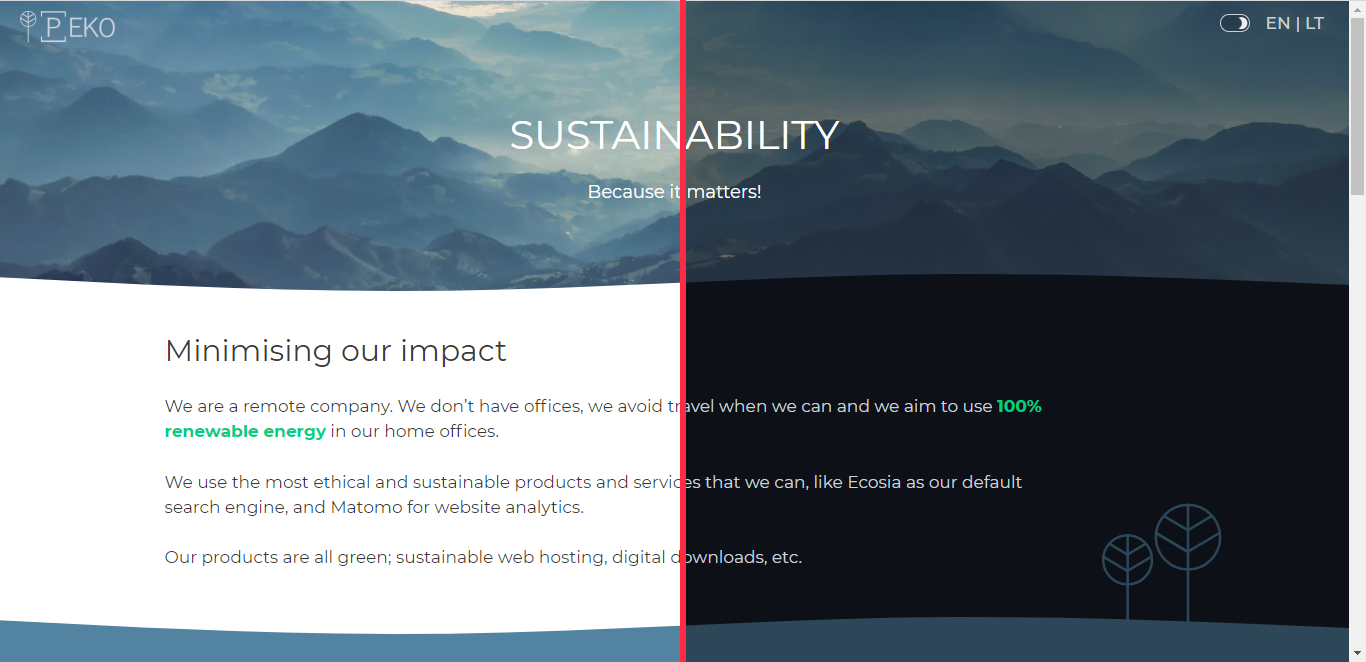 PEKO
EN | LT
SUSTAINABILITY
Because it matters!
Minimising our impact
We are a remote company. We don’t have offices, we avoid travel when we can and we aim to use 100%
renewable energy in our home offices.
We use the most ethical and sustainable products and services that we can, like Ecosia as our default
search engine, and Matomo for website analytics.
Our products are all green; sustainable web hosting, digital downloads, etc.